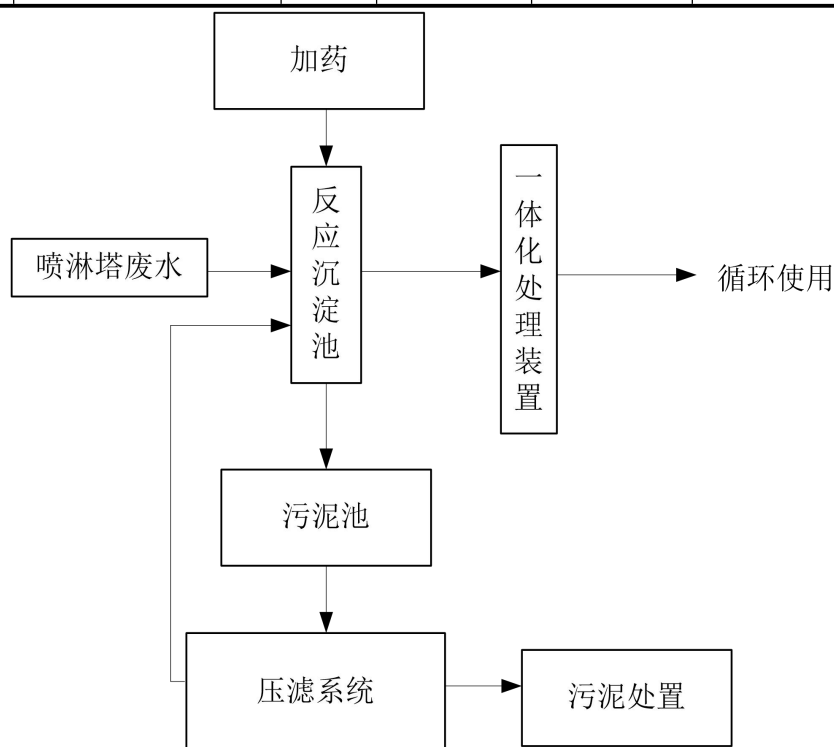 加药
反应沉淀池
一体化处理装置
喷淋塔废水
循环使用
污泥池
压滤系统
污泥处置